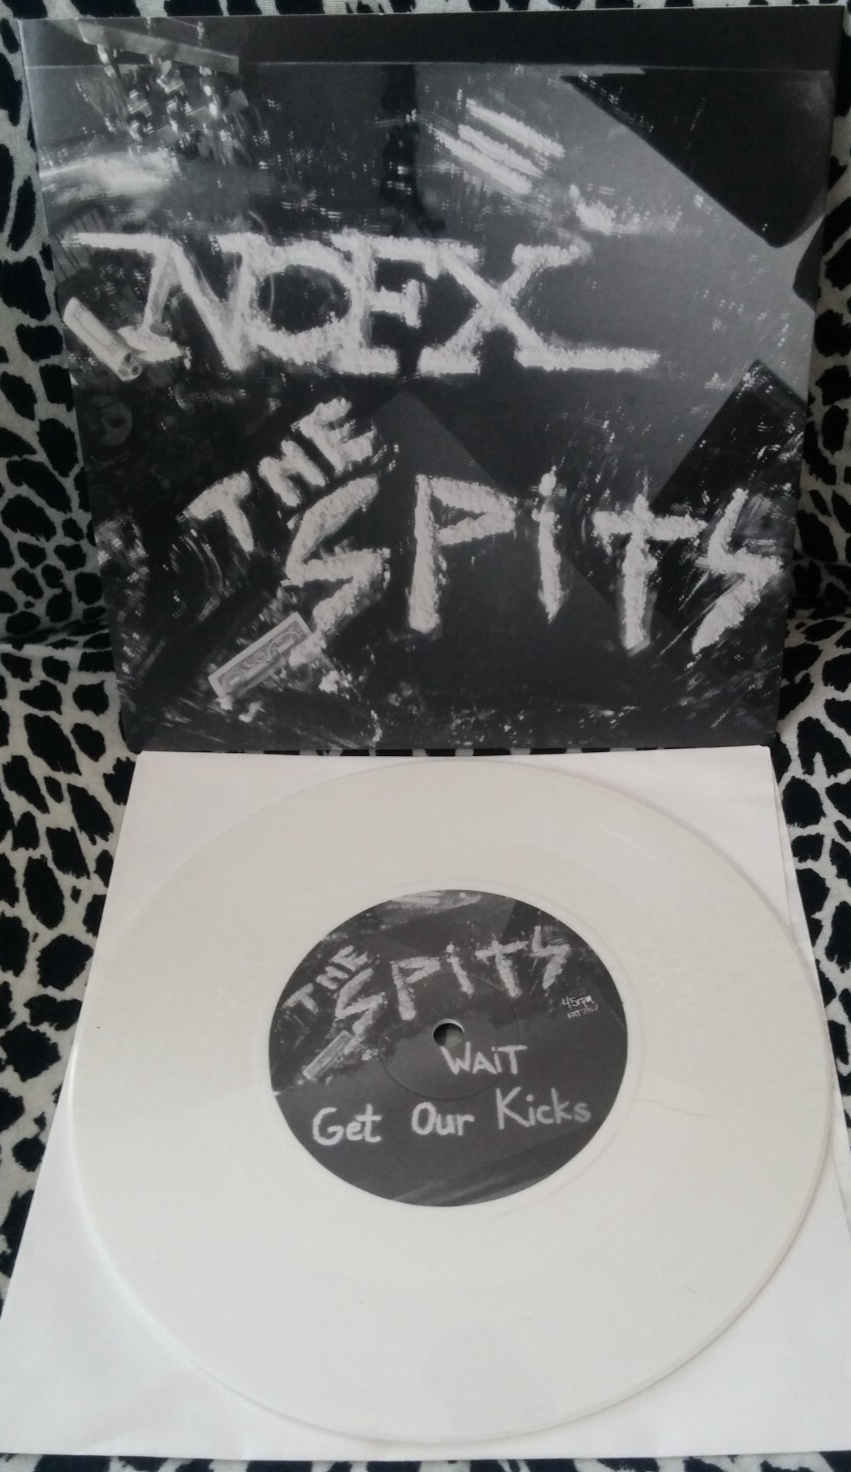 NOFX
THE
SPiTS
THE
SPiTS
45rpm
WAiT
Get Our Kicks